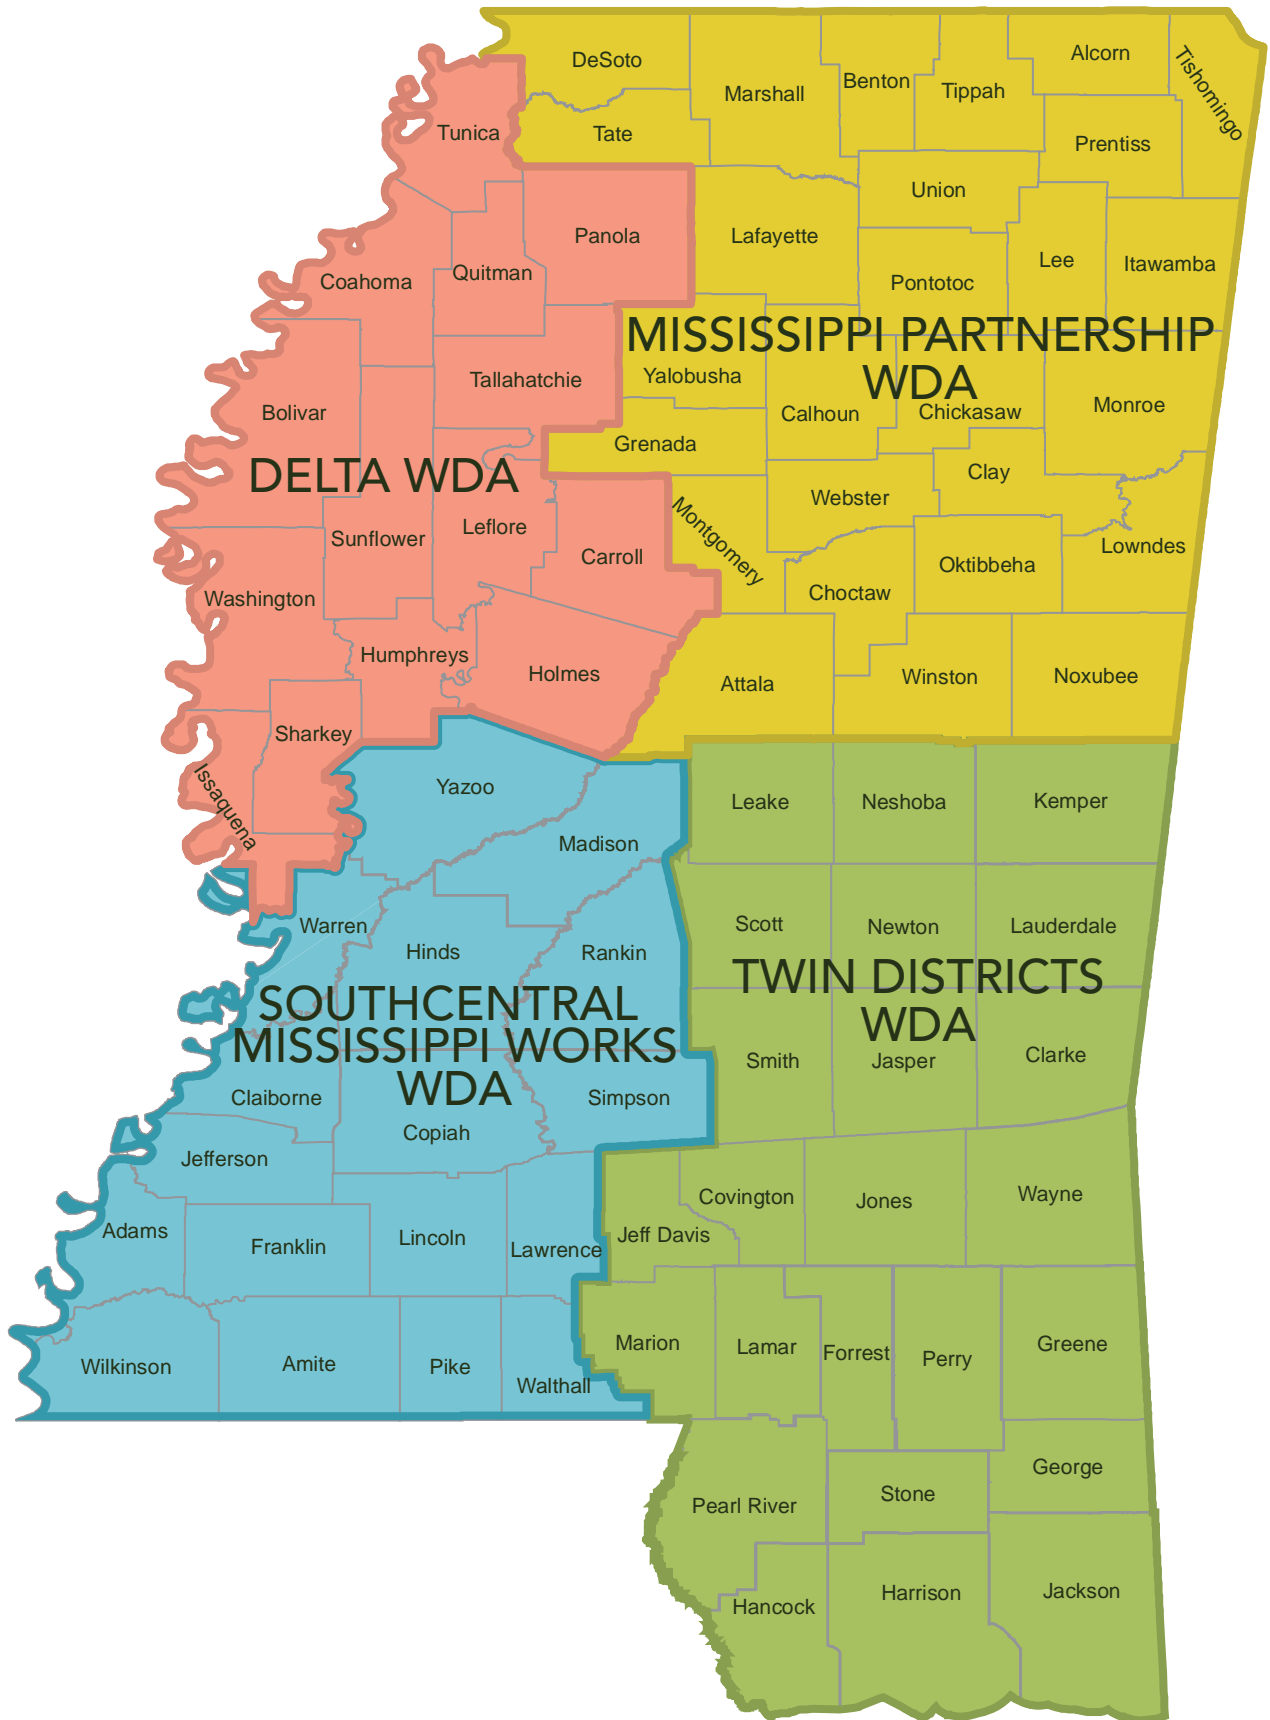 DeSoto
Marshall
Benton
Tippah
Alcorn
Tishomingo
Tunica
Tate
Prentiss
Union
Panola
Lafayette
Lee
Itawamba
Coahoma
Quitman
Pontotoc
MISSISSIPPI PARTNERSHIP
WDA
Yalobusha
Tallahatchie
Calhoun
Chickasaw
Monroe
Bolivar
Grenada
DELTA WDA
Clay
Webster
Sunflower
Leflore
Carroll
Montgomery
Lowndes
Oktibbeha
Choctaw
Washington
Humphreys
Holmes
Attala
Winston
Noxubee
Sharkey
Issaquena
Yazoo
Leake
Neshoba
Kemper
Madison
Warren
Hinds
Rankin
Scott
Newton
Lauderdale
TWIN DISTRICTS
WDA
SOUTHCENTRAL
MISSISSIPPI WORKS
WDA
Smith
Jasper
Clarke
Claiborne
Simpson
Copiah
Jefferson
Covington
Jones
Wayne
Adams
Franklin
Lincoln
Lawrence
Jeff Davis
Marion
Lamar
Forrest
Perry
Greene
Wilkinson
Amite
Pike
Walthall
George
Pearl River
Stone
Hancock
Harrison
Jackson